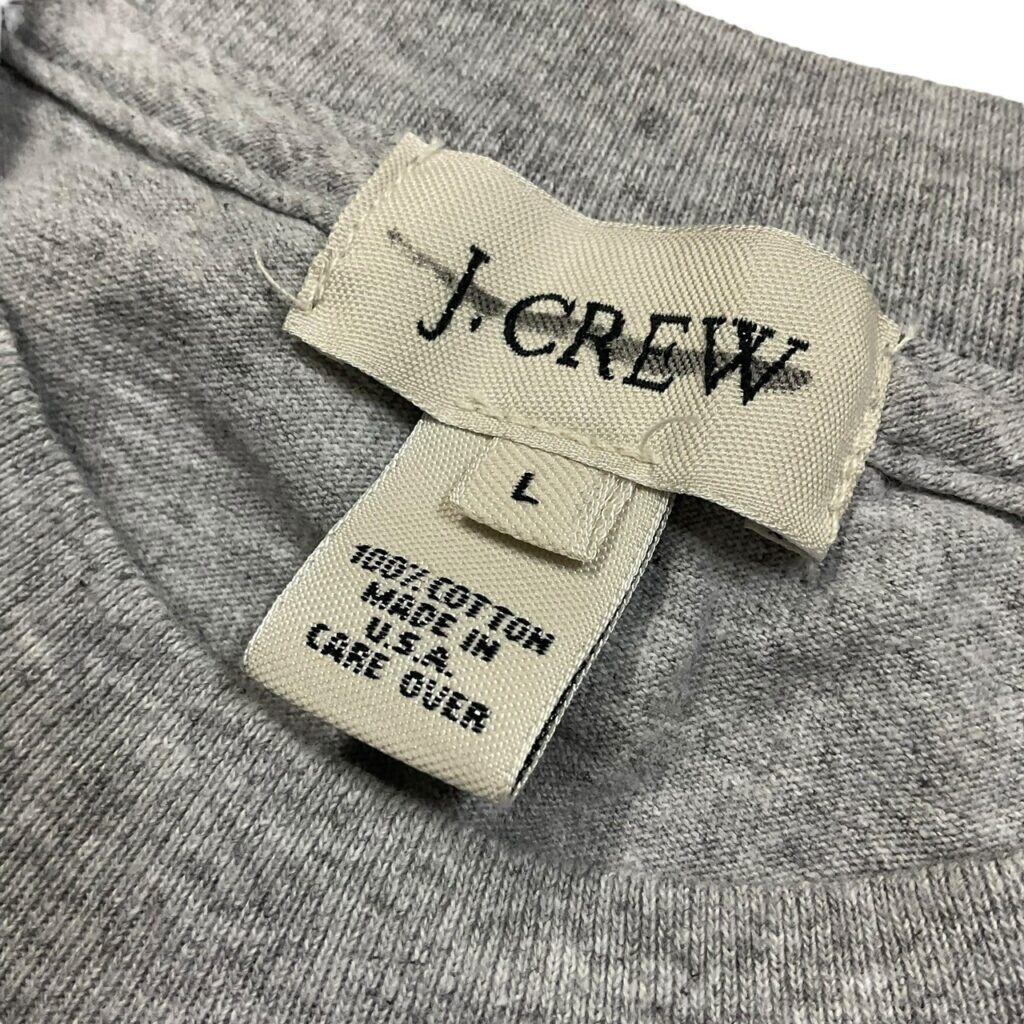 J. CREW
L
100% COTTON
MADE IN
U.S.A.
CARE OVER